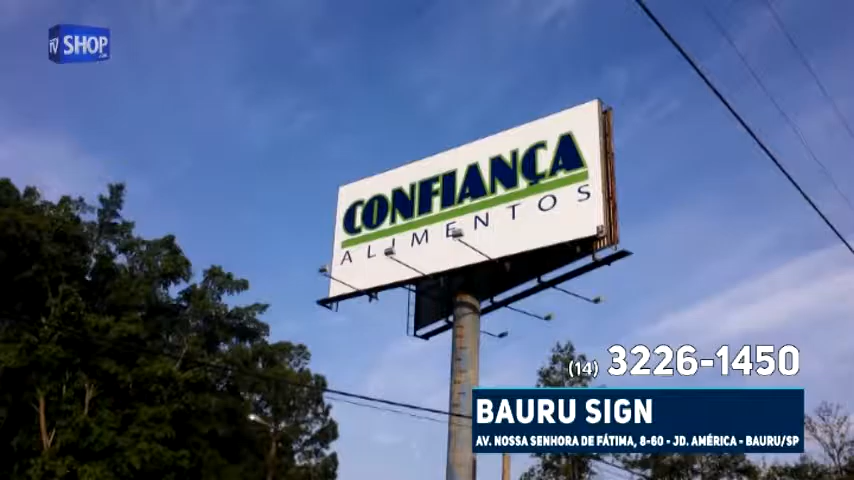 TV SHOP
CONFIANÇA
ALIMENTOS
(14) 3226-1450
BAURU SIGN
AV. NOSSA SENHORA DE FÁTIMA, 8-60 - JD. AMÉRICA - BAURU/SP